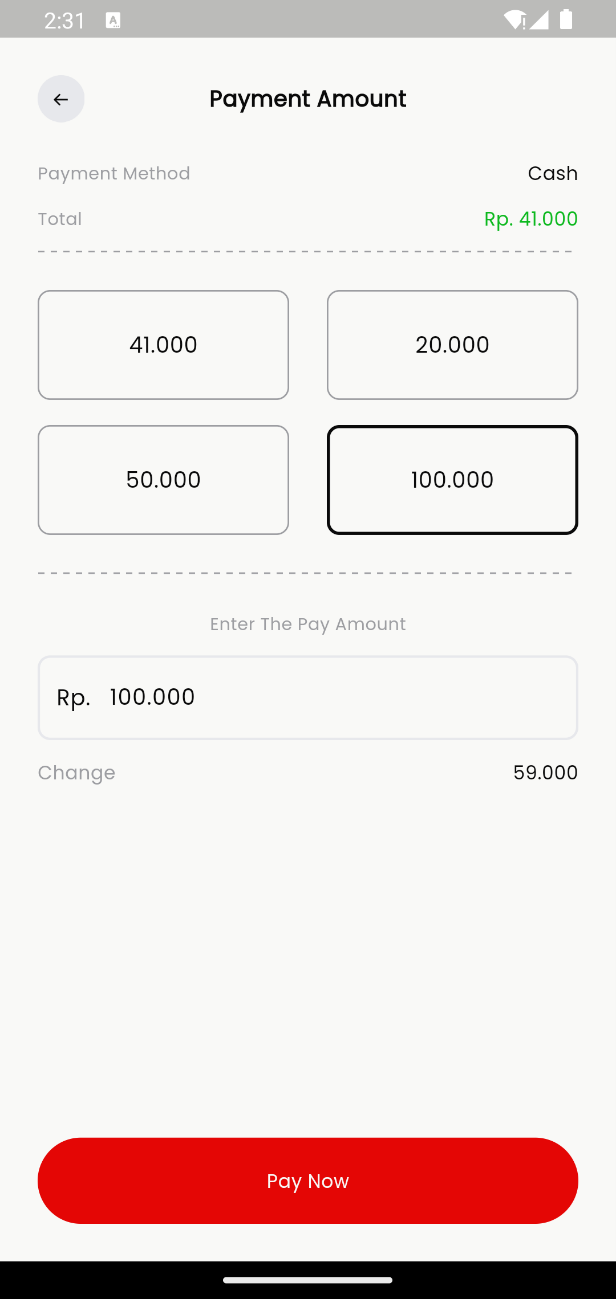 2:31
Payment Amount
Payment Method Cash
Total Rp. 41.000
41.000 20.000
50.000 100.000
Enter The Pay Amount
Rp. 100.000
Change 59.000
Pay Now